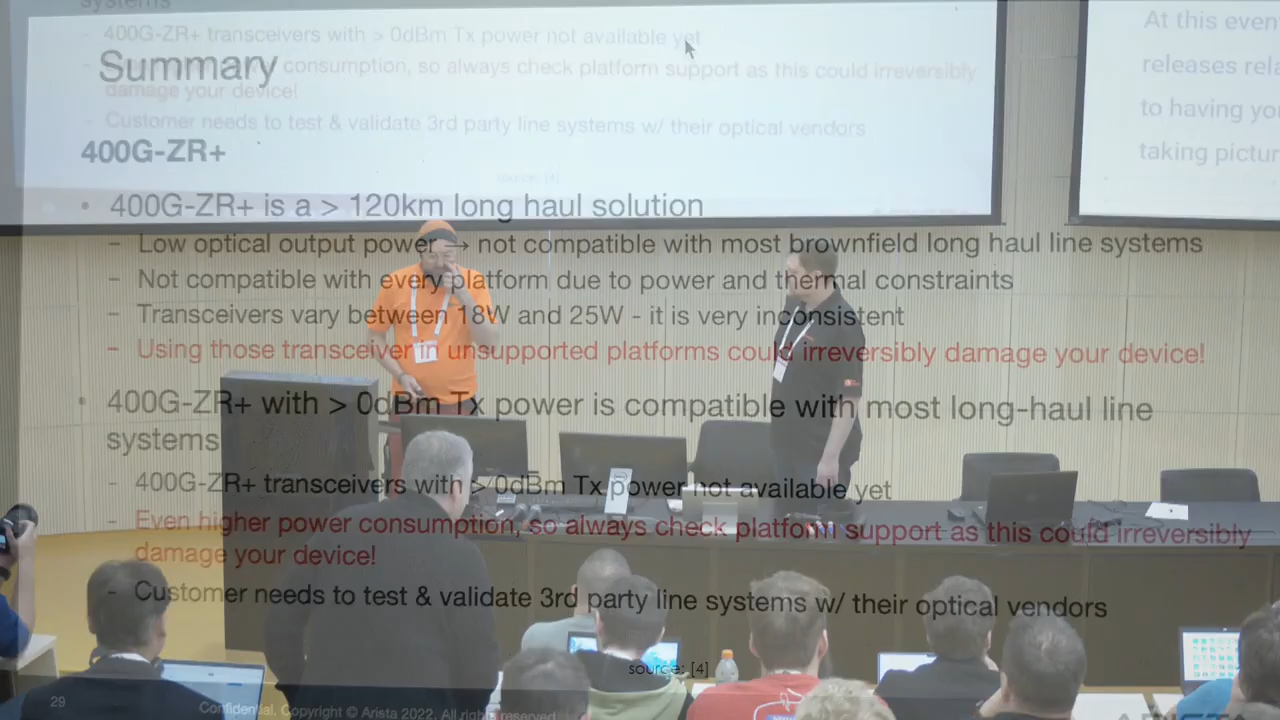 systems
- 400G-ZR+ transceivers with > 0dBm Tx power not available yet
consumption, so always check platform support as this could irreversibly
damage your device!
- Customer needs to test & validate 3rd party line systems w/ their optical vendors
source: [4]
At this even
releases rela
to having yo
taking pictur
Summary
400G-ZR+
• 400G-ZR+ is a > 120km long haul solution
– Low optical output power → not compatible with most brownfield long haul line systems
– Not compatible with every platform due to power and thermal constraints
– Transceivers vary between 18W and 25W - it is very inconsistent
– Using those transceiver in unsupported platforms could irreversibly damage your device!
• 400G-ZR+ with > 0dBm Tx power is compatible with most long-haul line
systems
– 400G-ZR+ transceivers with > 0dBm Tx power not available yet
– Even higher power consumption, so always check platform support as this could irreversibly
damage your device!
– Customer needs to test & validate 3rd party line systems w/ their optical vendors
source: [4]
29
Confidential. Copyright © Arista 2022. All rights reserved.